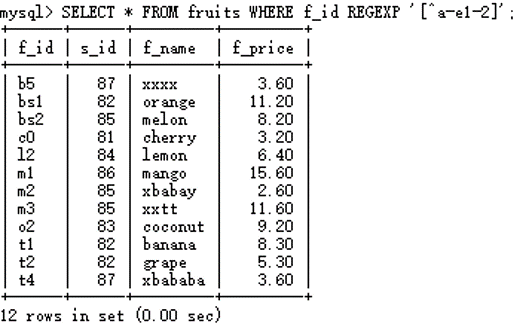 mysql> SELECT * FROM fruits WHERE f_id REGEXP '[^a-e1-2]';
| f_id | s_id | f_name | f_price |
| b5 | 87 | xxxx | 3.60 |
| bs1 | 82 | orange | 11.20 |
| bs2 | 85 | melon | 8.20 |
| c0 | 81 | cherry | 3.20 |
| l2 | 84 | lemon | 6.40 |
| m1 | 86 | mango | 15.60 |
| m2 | 85 | xbabay | 2.60 |
| m3 | 85 | xxtt | 11.60 |
| o2 | 83 | coconut | 9.20 |
| t1 | 82 | banana | 8.30 |
| t2 | 82 | grape | 5.30 |
| t4 | 87 | xbababa | 3.60 |
12 rows in set (0.00 sec)